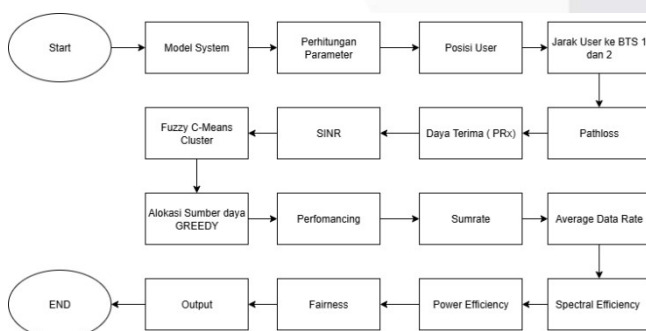 Start
Model System
Perhitungan
Parameter
Posisi User
Jarak User ke BTS 1
dan 2
Pathloss
Daya Terima ( PRx)
SINR
Fuzzy C-Means
Cluster
Alokasi Sumber daya
GREEDY
Perfomancing
Sumrate
Average Data Rate
Spectral Efficiency
Power Efficiency
Fairness
Output
END